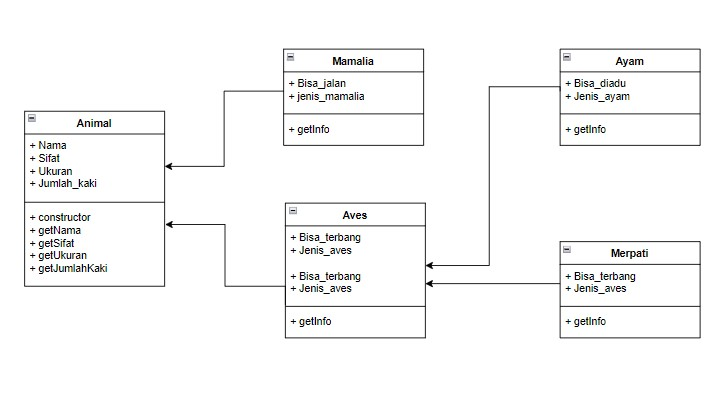 Animal
+ Nama
+ Sifat
+ Ukuran
+ Jumlah_kaki
+ constructor
+ getNama
+ getSifat
+ getUkuran
+ getJumlahKaki
Mamalia
+ Bisa_jalan
+ jenis_mamalia
+ getInfo
Aves
+ Bisa_terbang
+ Jenis_aves
+ Bisa_terbang
+ Jenis_aves
+ getInfo
Ayam
+ Bisa_diadu
+ Jenis_ayam
+ getInfo
Merpati
+ Bisa_terbang
+ Jenis_aves
+ getInfo